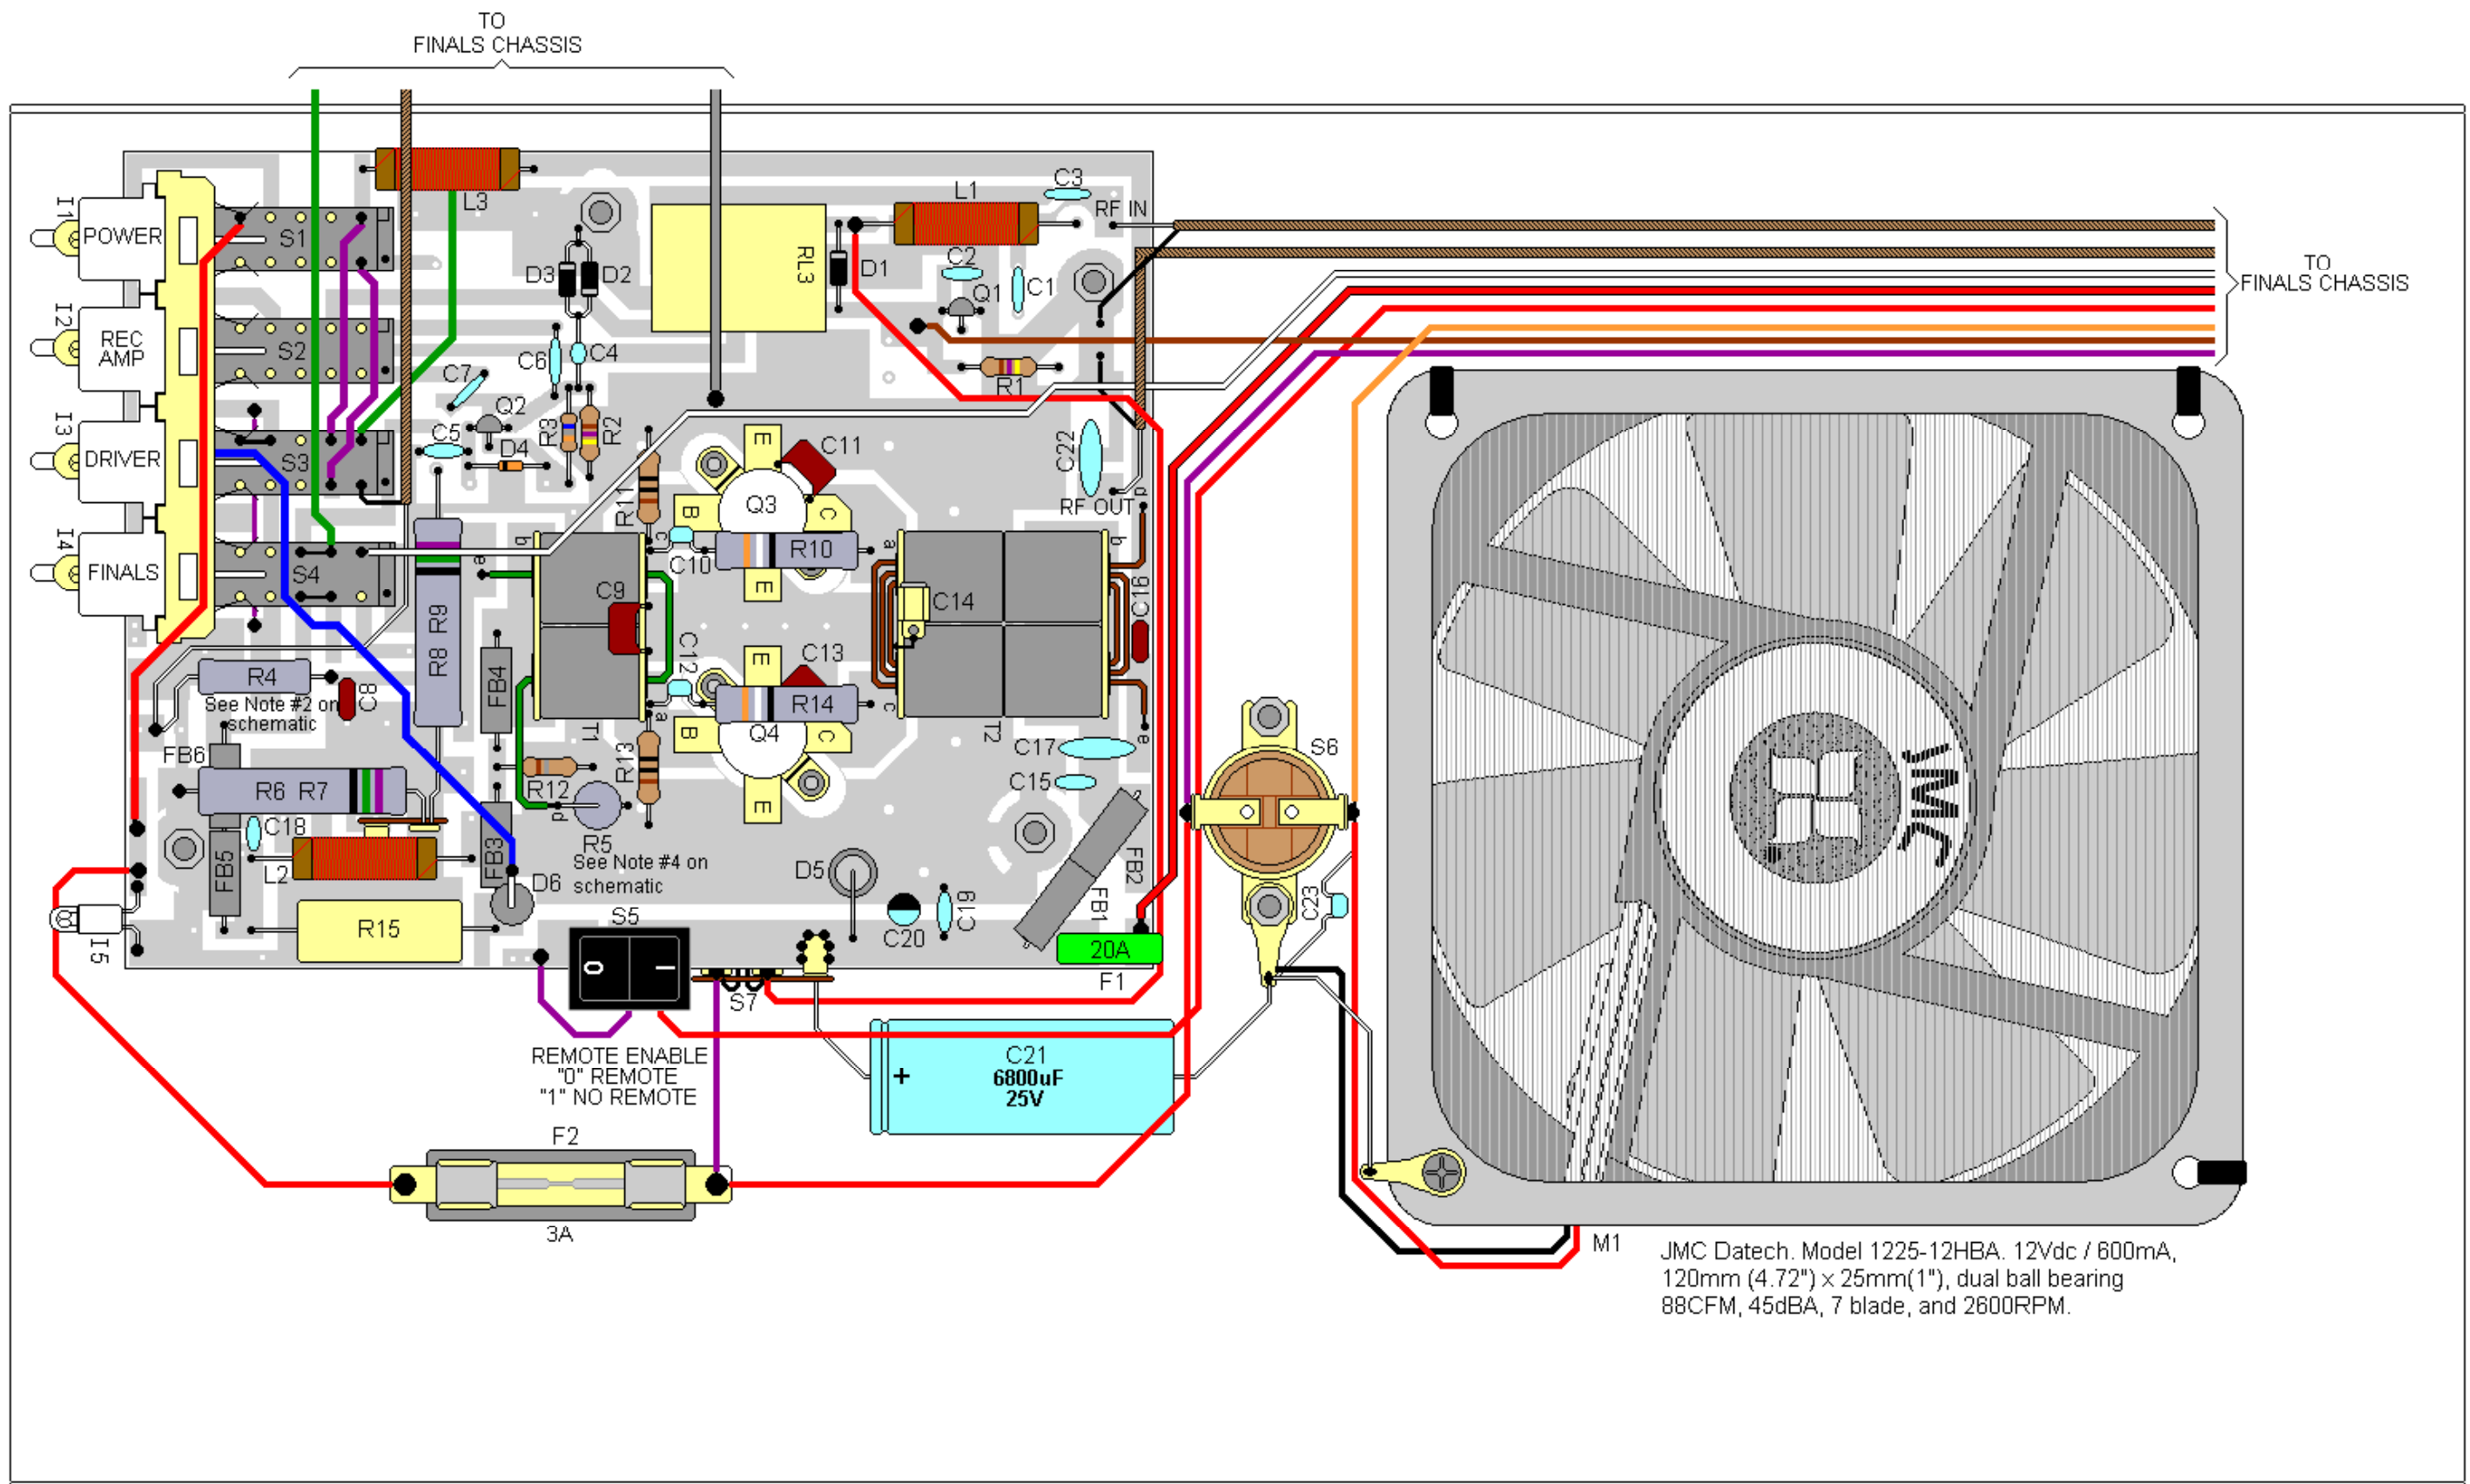 TO
FINALS CHASSIS
I1
POWER
S1
L3
L1
C3
RF IN
I2
REC
AMP
S2
D3
D2
RL3
D1
C2
C1
Q1
TO
FINALS CHASSIS
C6
C4
C7
R1
I3
DRIVER
S3
Q2
C5
D4
R3
R2
C11
C22
R11
E
Q3
B
C
RF OUT
d
I4
FINALS
S4
e
b
c
C10
R10
E
a
b
C9
C14
C16
R8 R9
FB4
C12
E
C13
R4
See Note #2 on
schematic
C8
a
R14
c
FB6
T1
B
Q4
C
T2
e
C17
S6
R6 R7
R12
R13
E
C15
C18
d
R5
See Note #4 on
schematic
FB5
L2
FB3
D6
D5
FB2
FB1
C20
C19
C23
JMC
I5
R15
S5
0
1
S7
20A
F1
REMOTE ENABLE
"0" REMOTE
"1" NO REMOTE
C21
+
6800uF
25V
F2
3A
M1
JMC Datech. Model 1225-12HBA. 12Vdc / 600mA,
120mm (4.72") x 25mm(1"), dual ball bearing
88CFM, 45dBA, 7 blade, and 2600RPM.